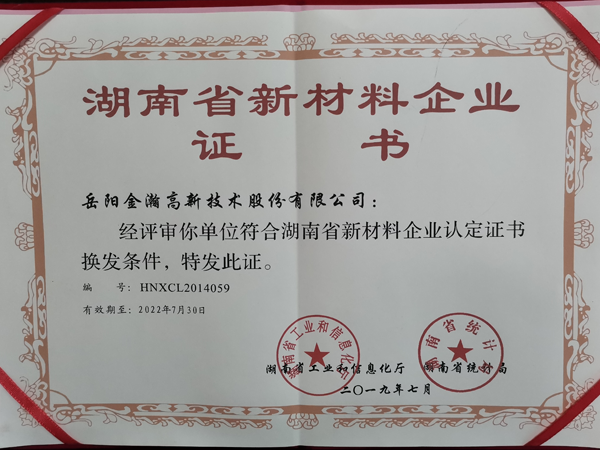 湖南省新材料企业
证 书
岳阳金瀚高新技术股份有限公司：
经评审你单位符合湖南省新材料企业认定证书
换发条件，特发此证。
编 号：HNXCL2014059
有效期至：2022年7月30日
湖南省工业和信息化厅
湖南省统计局
湖南省工业和信息化厅 湖南省统计局
二〇一九年七月